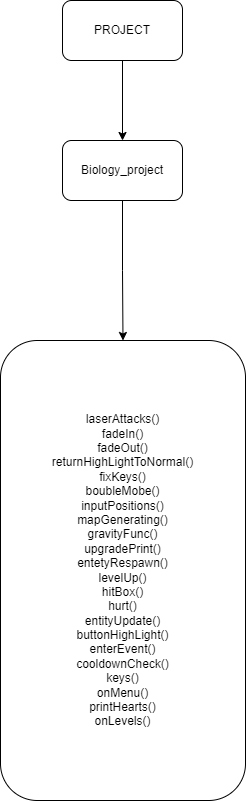 PROJECT
Biology_project
laserAttacks()
fadeIn()
fadeOut()
returnHighLightToNormal()
fixKeys()
boubleMobe()
inputPositions()
mapGenerating()
gravityFunc()
upgradePrint()
entetyRespawn()
levelUp()
hitBox()
hurt()
entityUpdate()
buttonHighLight()
enterEvent()
cooldownCheck()
keys()
onMenu()
printHearts()
onLevels()